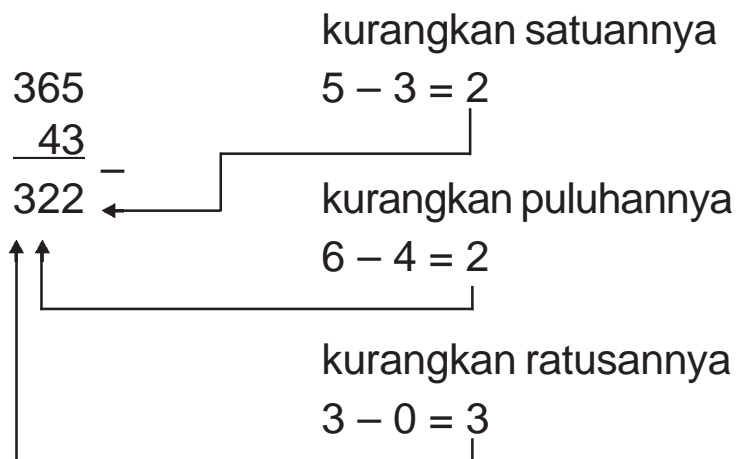 kurangkan satuannya
365
5 – 3 = 2
43
–
322
kurangkan puluhannya
6 – 4 = 2
kurangkan ratusannya
3 – 0 = 3